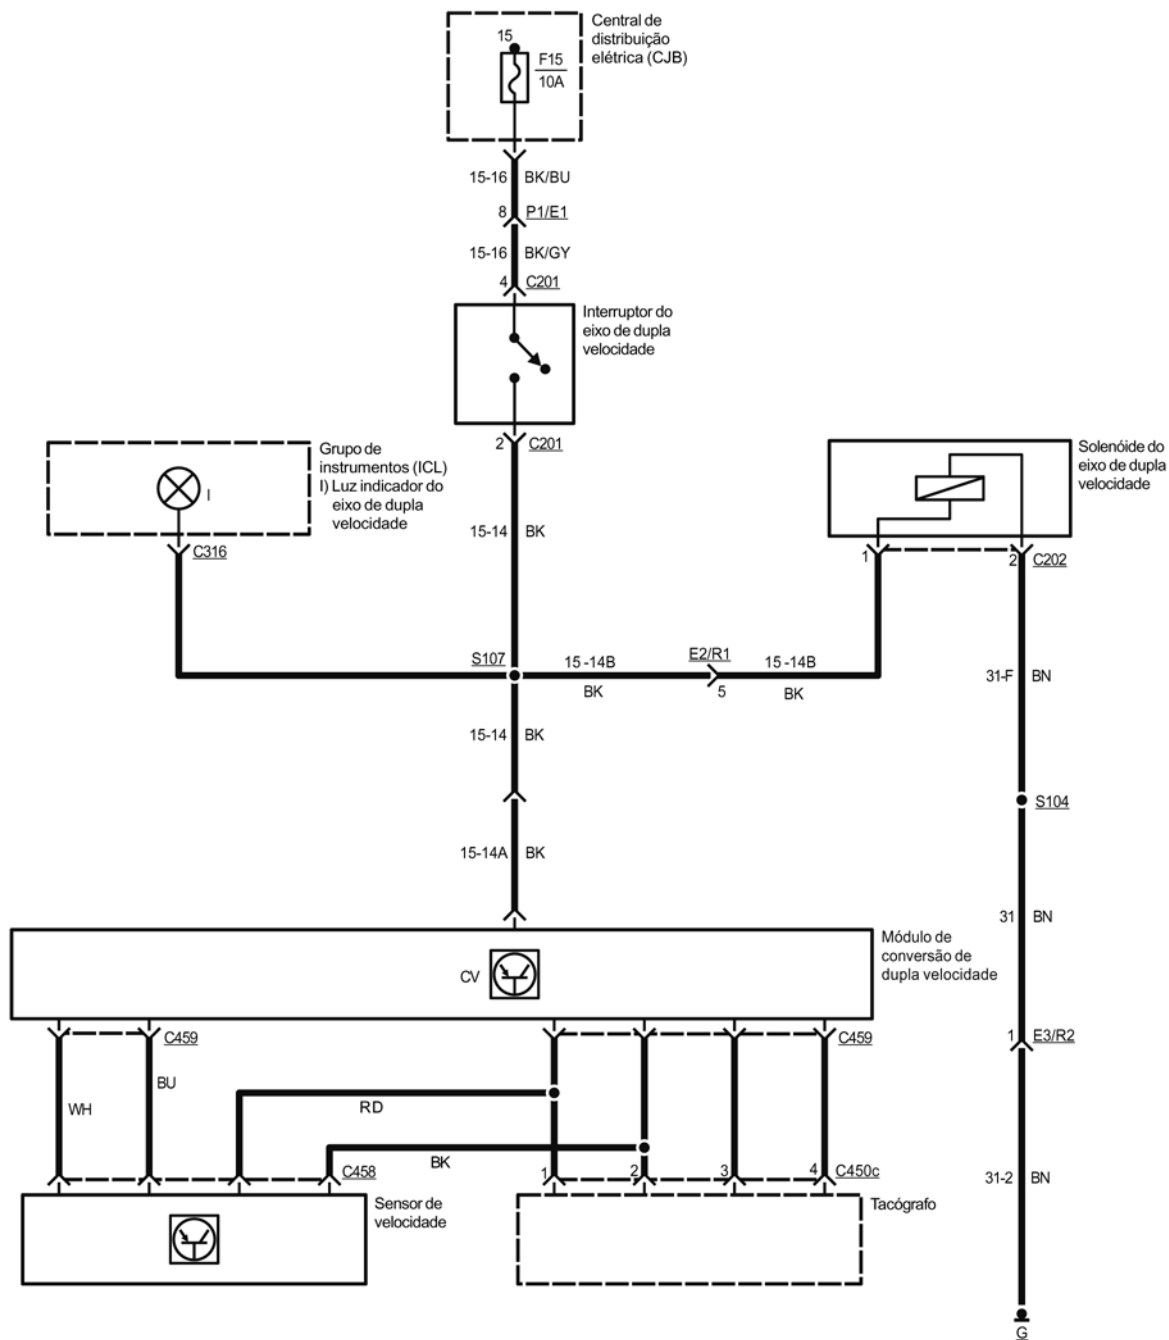 Central de
distribuição
elétrica (CJB)
15
F15
10A
15-16 BK/BU
8 P1/E1
15-16 BK/GY
4 C201
Interruptor do
eixo de dupla
velocidade
2 C201
Grupo de
instrumentos (ICL)
I) Luz indicador do
eixo de dupla
velocidade
I
C316
Solenóide do
eixo de dupla
velocidade
1
2 C202
15-14 BK
S107
15 -14B
BK
E2/R1
5
15 -14B
BK
31-F BN
15-14 BK
S104
15-14A BK
31 BN
Módulo de
conversão de
dupla velocidade
CV
C459
C459
1 E3/R2
WH
BU
RD
BK
C458
1
2
3
4 C450c
31-2 BN
Sensor de
velocidade
Tacógrafo
G